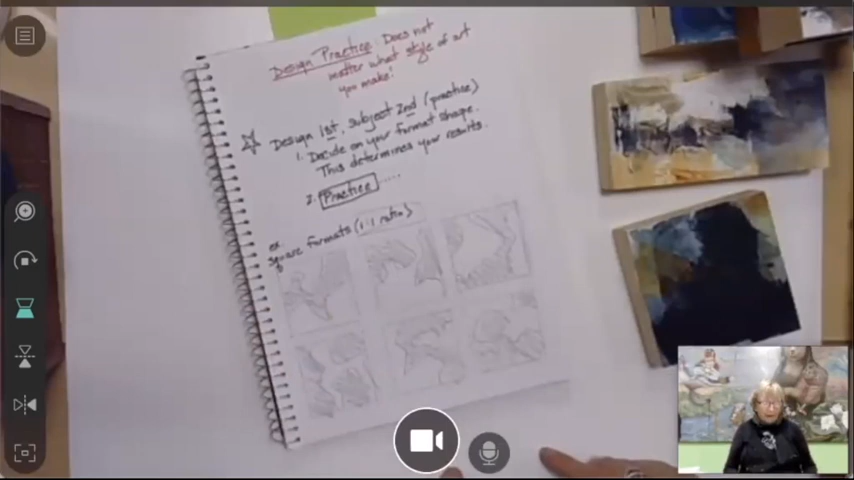 Design Practice: Does not
matter what style of art
you make!
Design 1st, Subject 2nd (practice)
1. Decide on your format shape.
This determines your results.
2. Practice.....
ex.
Square formats (1:1 ratio)